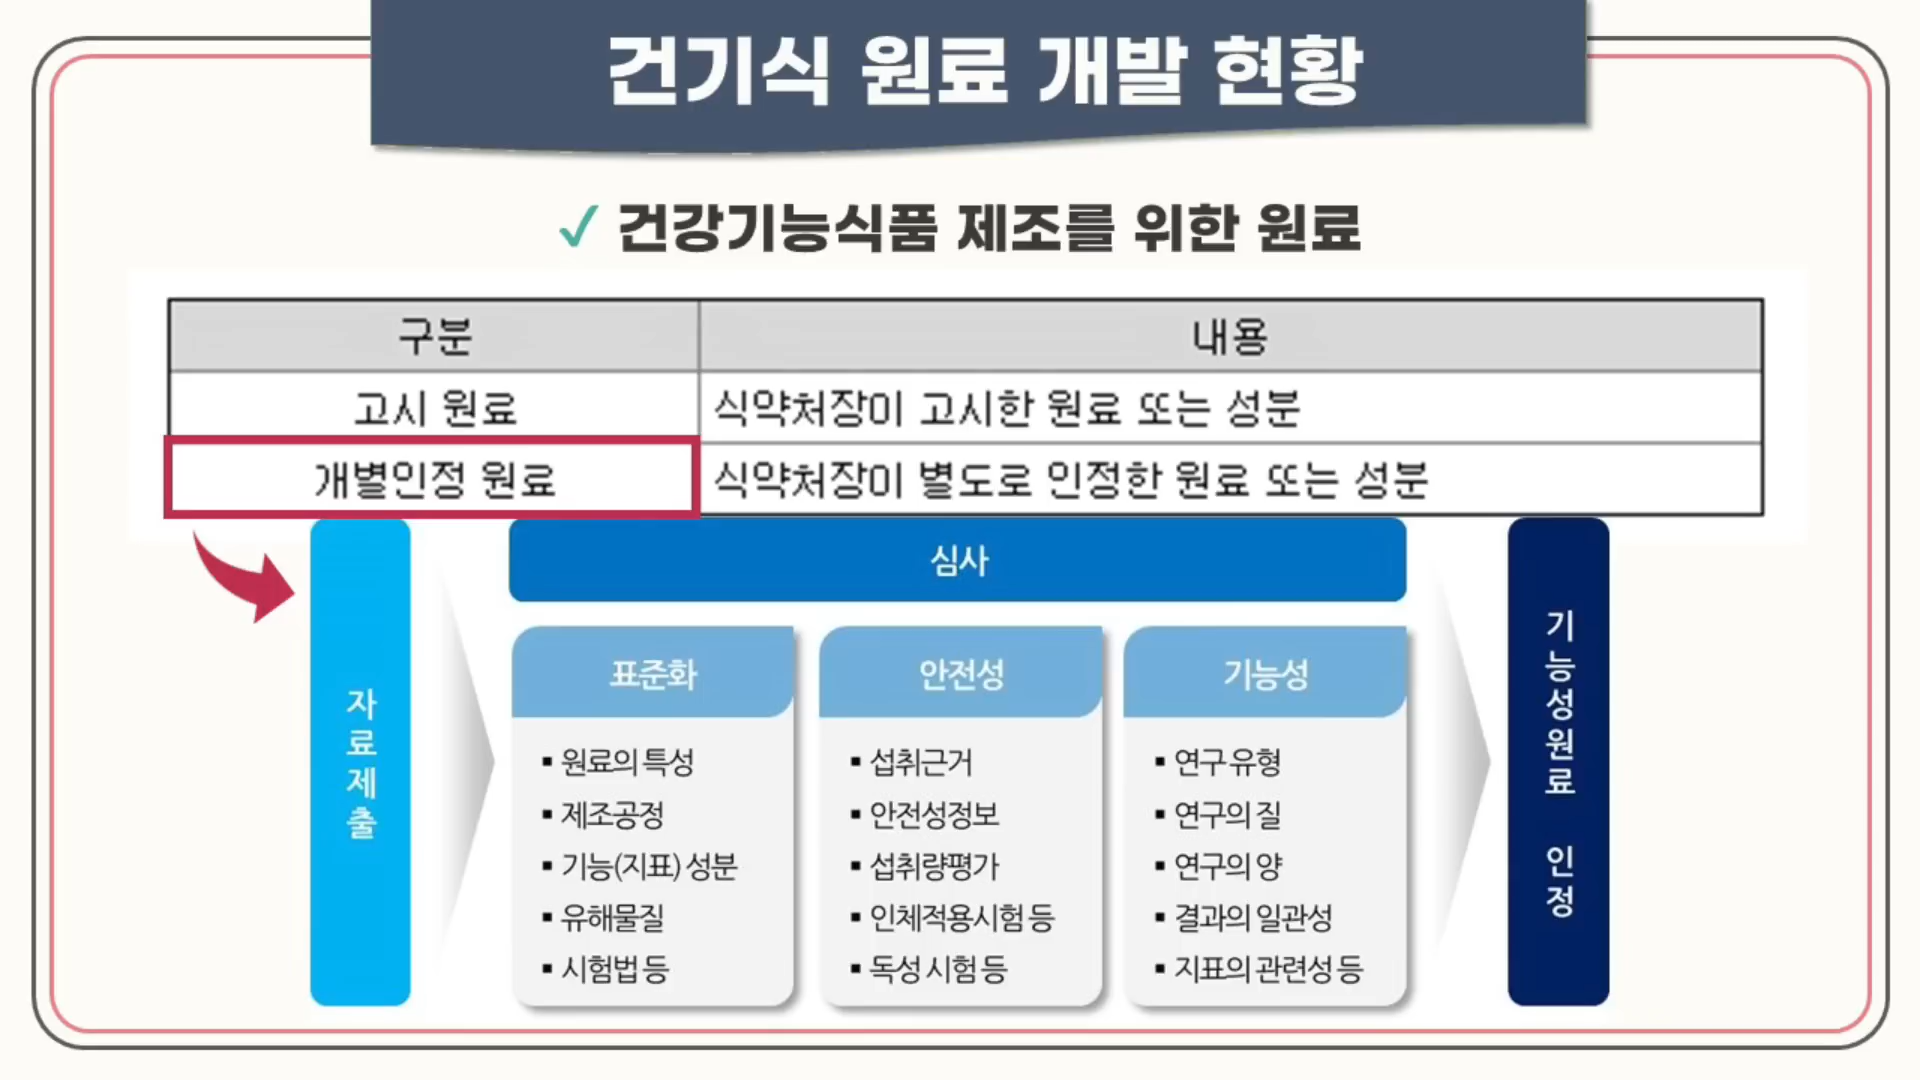 건기식 원료 개발 현황
✓ 건강기능식품 제조를 위한 원료
구분 내용
고시 원료 식약처장이 고시한 원료 또는 성분
개별인정 원료 식약처장이 별도로 인정한 원료 또는 성분
자료제출
심사
표준화
▪ 원료의 특성
▪ 제조공정
▪ 기능(지표) 성분
▪ 유해물질
▪ 시험법 등
안전성
▪ 섭취근거
▪ 안전성정보
▪ 섭취량평가
▪ 인체적용시험 등
▪ 독성 시험 등
기능성
▪ 연구 유형
▪ 연구의 질
▪ 연구의 양
▪ 결과의 일관성
▪ 지표의 관련성 등
기능성원료 인정